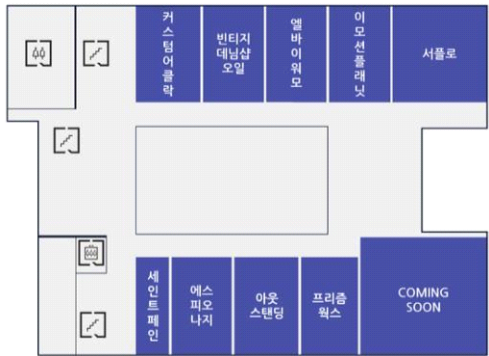 커스텀어클락
빈티지
데님샵
오일
엘바이워모
이모션플래닛
서플로
세인트페인
에스
피오
나지
아웃
스탠딩
프리즘
웍스
COMING
SOON